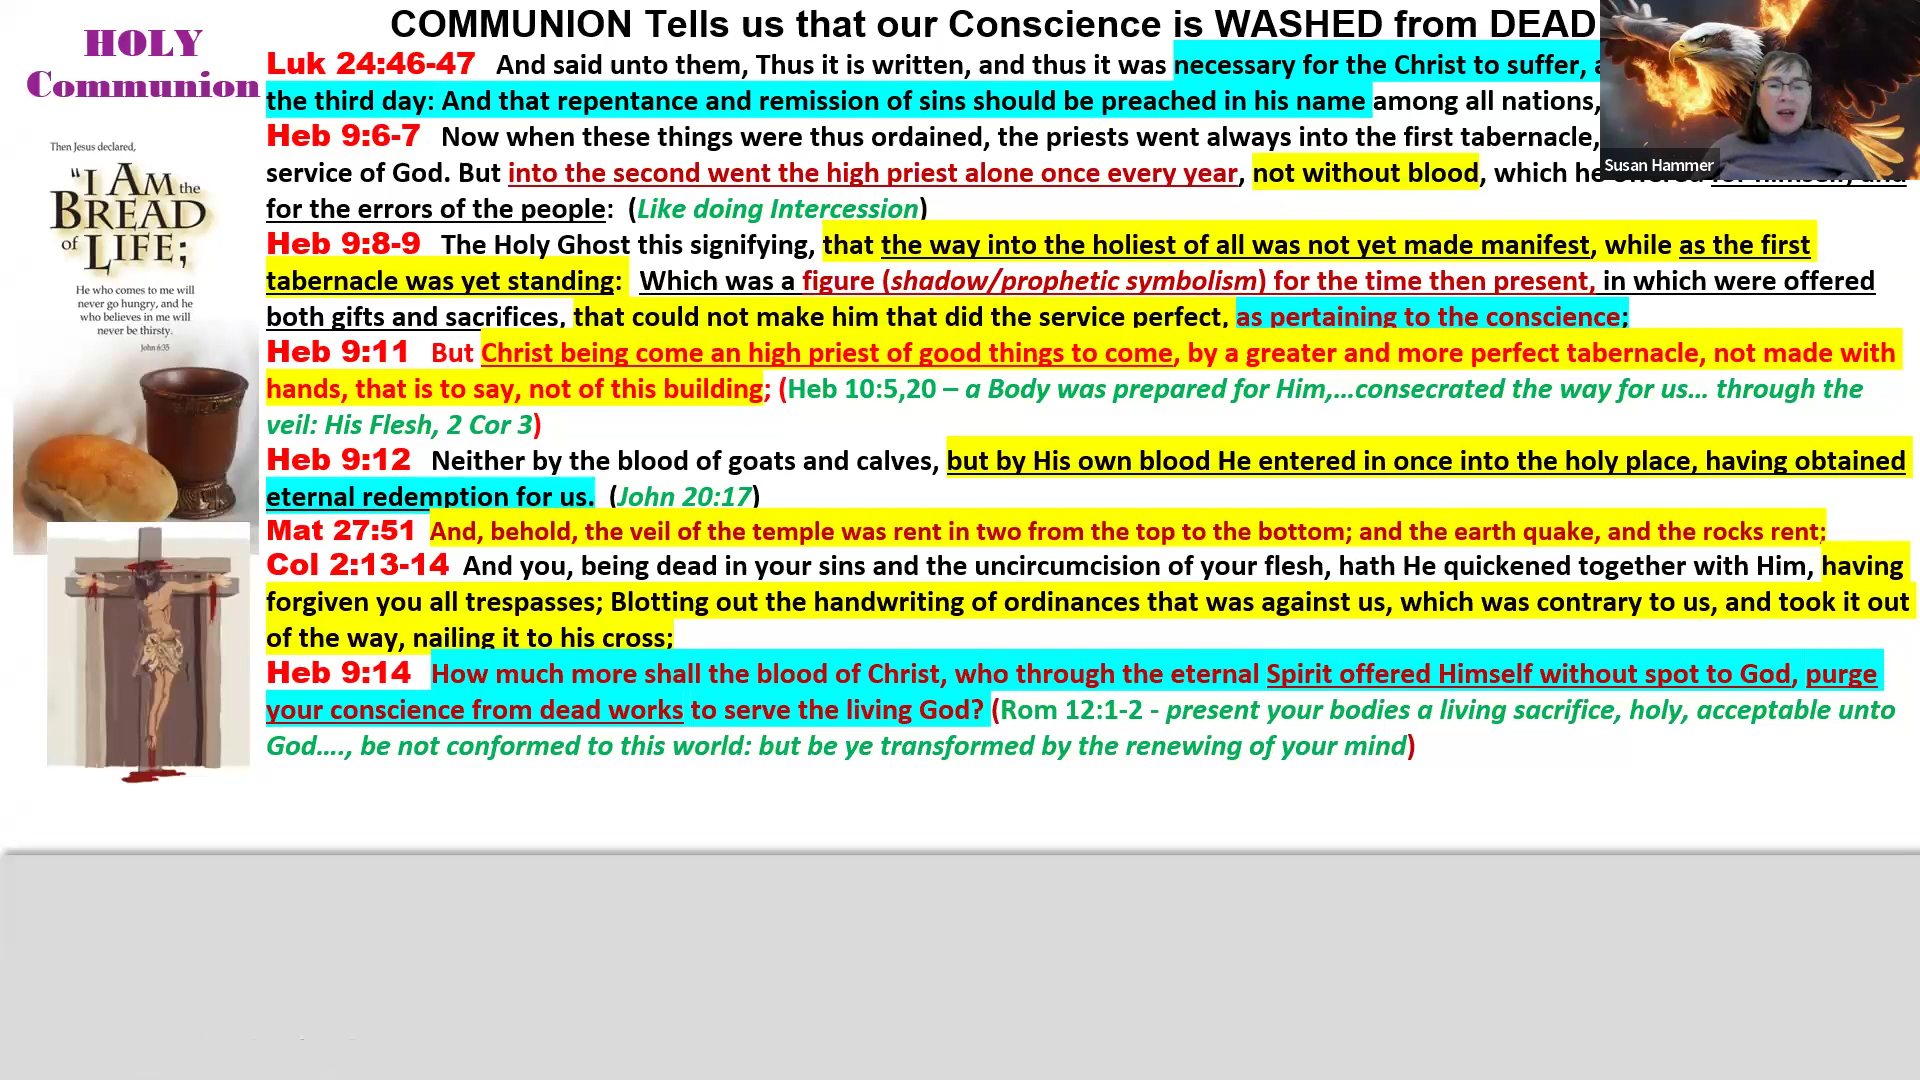 HOLY
Communion
Then Jesus declared,
"I AM the
BREAD
of LIFE;
He who comes to me will
never go hungry, and he
who believes in me will
never be thirsty.
John 6:35
COMMUNION Tells us that our Conscience is WASHED from DEAD
Luk 24:46-47 And said unto them, Thus it is written, and thus it was necessary for the Christ to suffer,
the third day: And that repentance and remission of sins should be preached in his name among all nations,
Heb 9:6-7 Now when these things were thus ordained, the priests went always into the first tabernacle,
service of God. But into the second went the high priest alone once every year, not without blood, which he
for the errors of the people: (Like doing Intercession)
Heb 9:8-9 The Holy Ghost this signifying, that the way into the holiest of all was not yet made manifest, while as the first
tabernacle was yet standing: Which was a figure (shadow/prophetic symbolism) for the time then present, in which were offered
both gifts and sacrifices, that could not make him that did the service perfect, as pertaining to the conscience;
Heb 9:11 But Christ being come an high priest of good things to come, by a greater and more perfect tabernacle, not made with
hands, that is to say, not of this building; (Heb 10:5,20 – a Body was prepared for Him,...consecrated the way for us... through the
veil: His Flesh, 2 Cor 3)
Heb 9:12 Neither by the blood of goats and calves, but by His own blood He entered in once into the holy place, having obtained
eternal redemption for us. (John 20:17)
Mat 27:51 And, behold, the veil of the temple was rent in two from the top to the bottom; and the earth quake, and the rocks rent;
Col 2:13-14 And you, being dead in your sins and the uncircumcision of your flesh, hath He quickened together with Him, having
forgiven you all trespasses; Blotting out the handwriting of ordinances that was against us, which was contrary to us, and took it out
of the way, nailing it to his cross;
Heb 9:14 How much more shall the blood of Christ, who through the eternal Spirit offered Himself without spot to God, purge
your conscience from dead works to serve the living God? (Rom 12:1-2 - present your bodies a living sacrifice, holy, acceptable unto
God...., be not conformed to this world: but be ye transformed by the renewing of your mind)
Susan Hammer